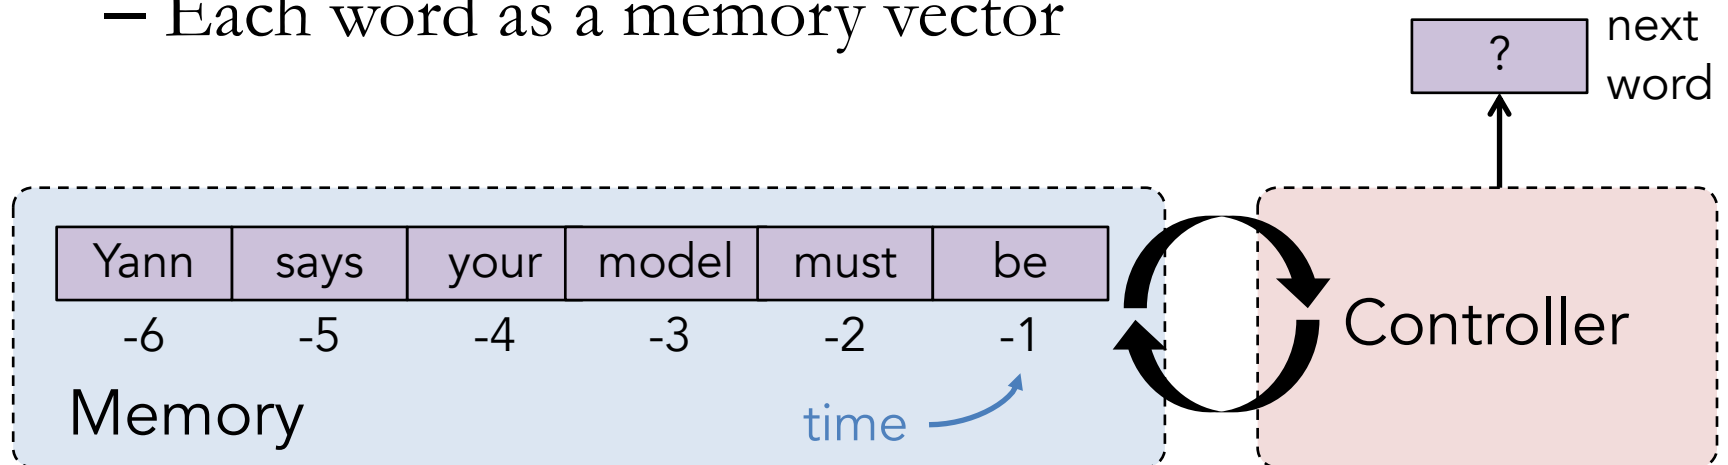 – Each word as a memory vector
?
next
word
Yann says your model must be
-6 -5 -4 -3 -2 -1
Memory
time
Controller